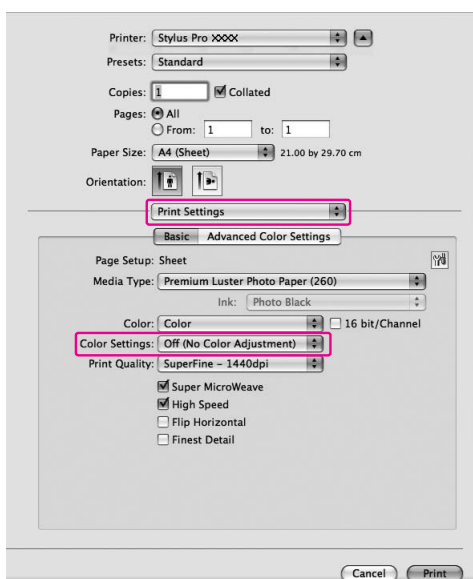 Printer: Stylus Pro XXXX
Presets: Standard
Copies: 1 Collated
Pages: All
From: 1 to: 1
Paper Size: A4 (Sheet) 21.00 by 29.70 cm
Orientation:
Print Settings
Basic Advanced Color Settings
Page Setup: Sheet
Media Type: Premium Luster Photo Paper (260)
Ink: Photo Black
Color: Color 16 bit/Channel
Color Settings: Off (No Color Adjustment)
Print Quality: SuperFine - 1440dpi
Super MicroWeave
High Speed
Flip Horizontal
Finest Detail
Cancel Print